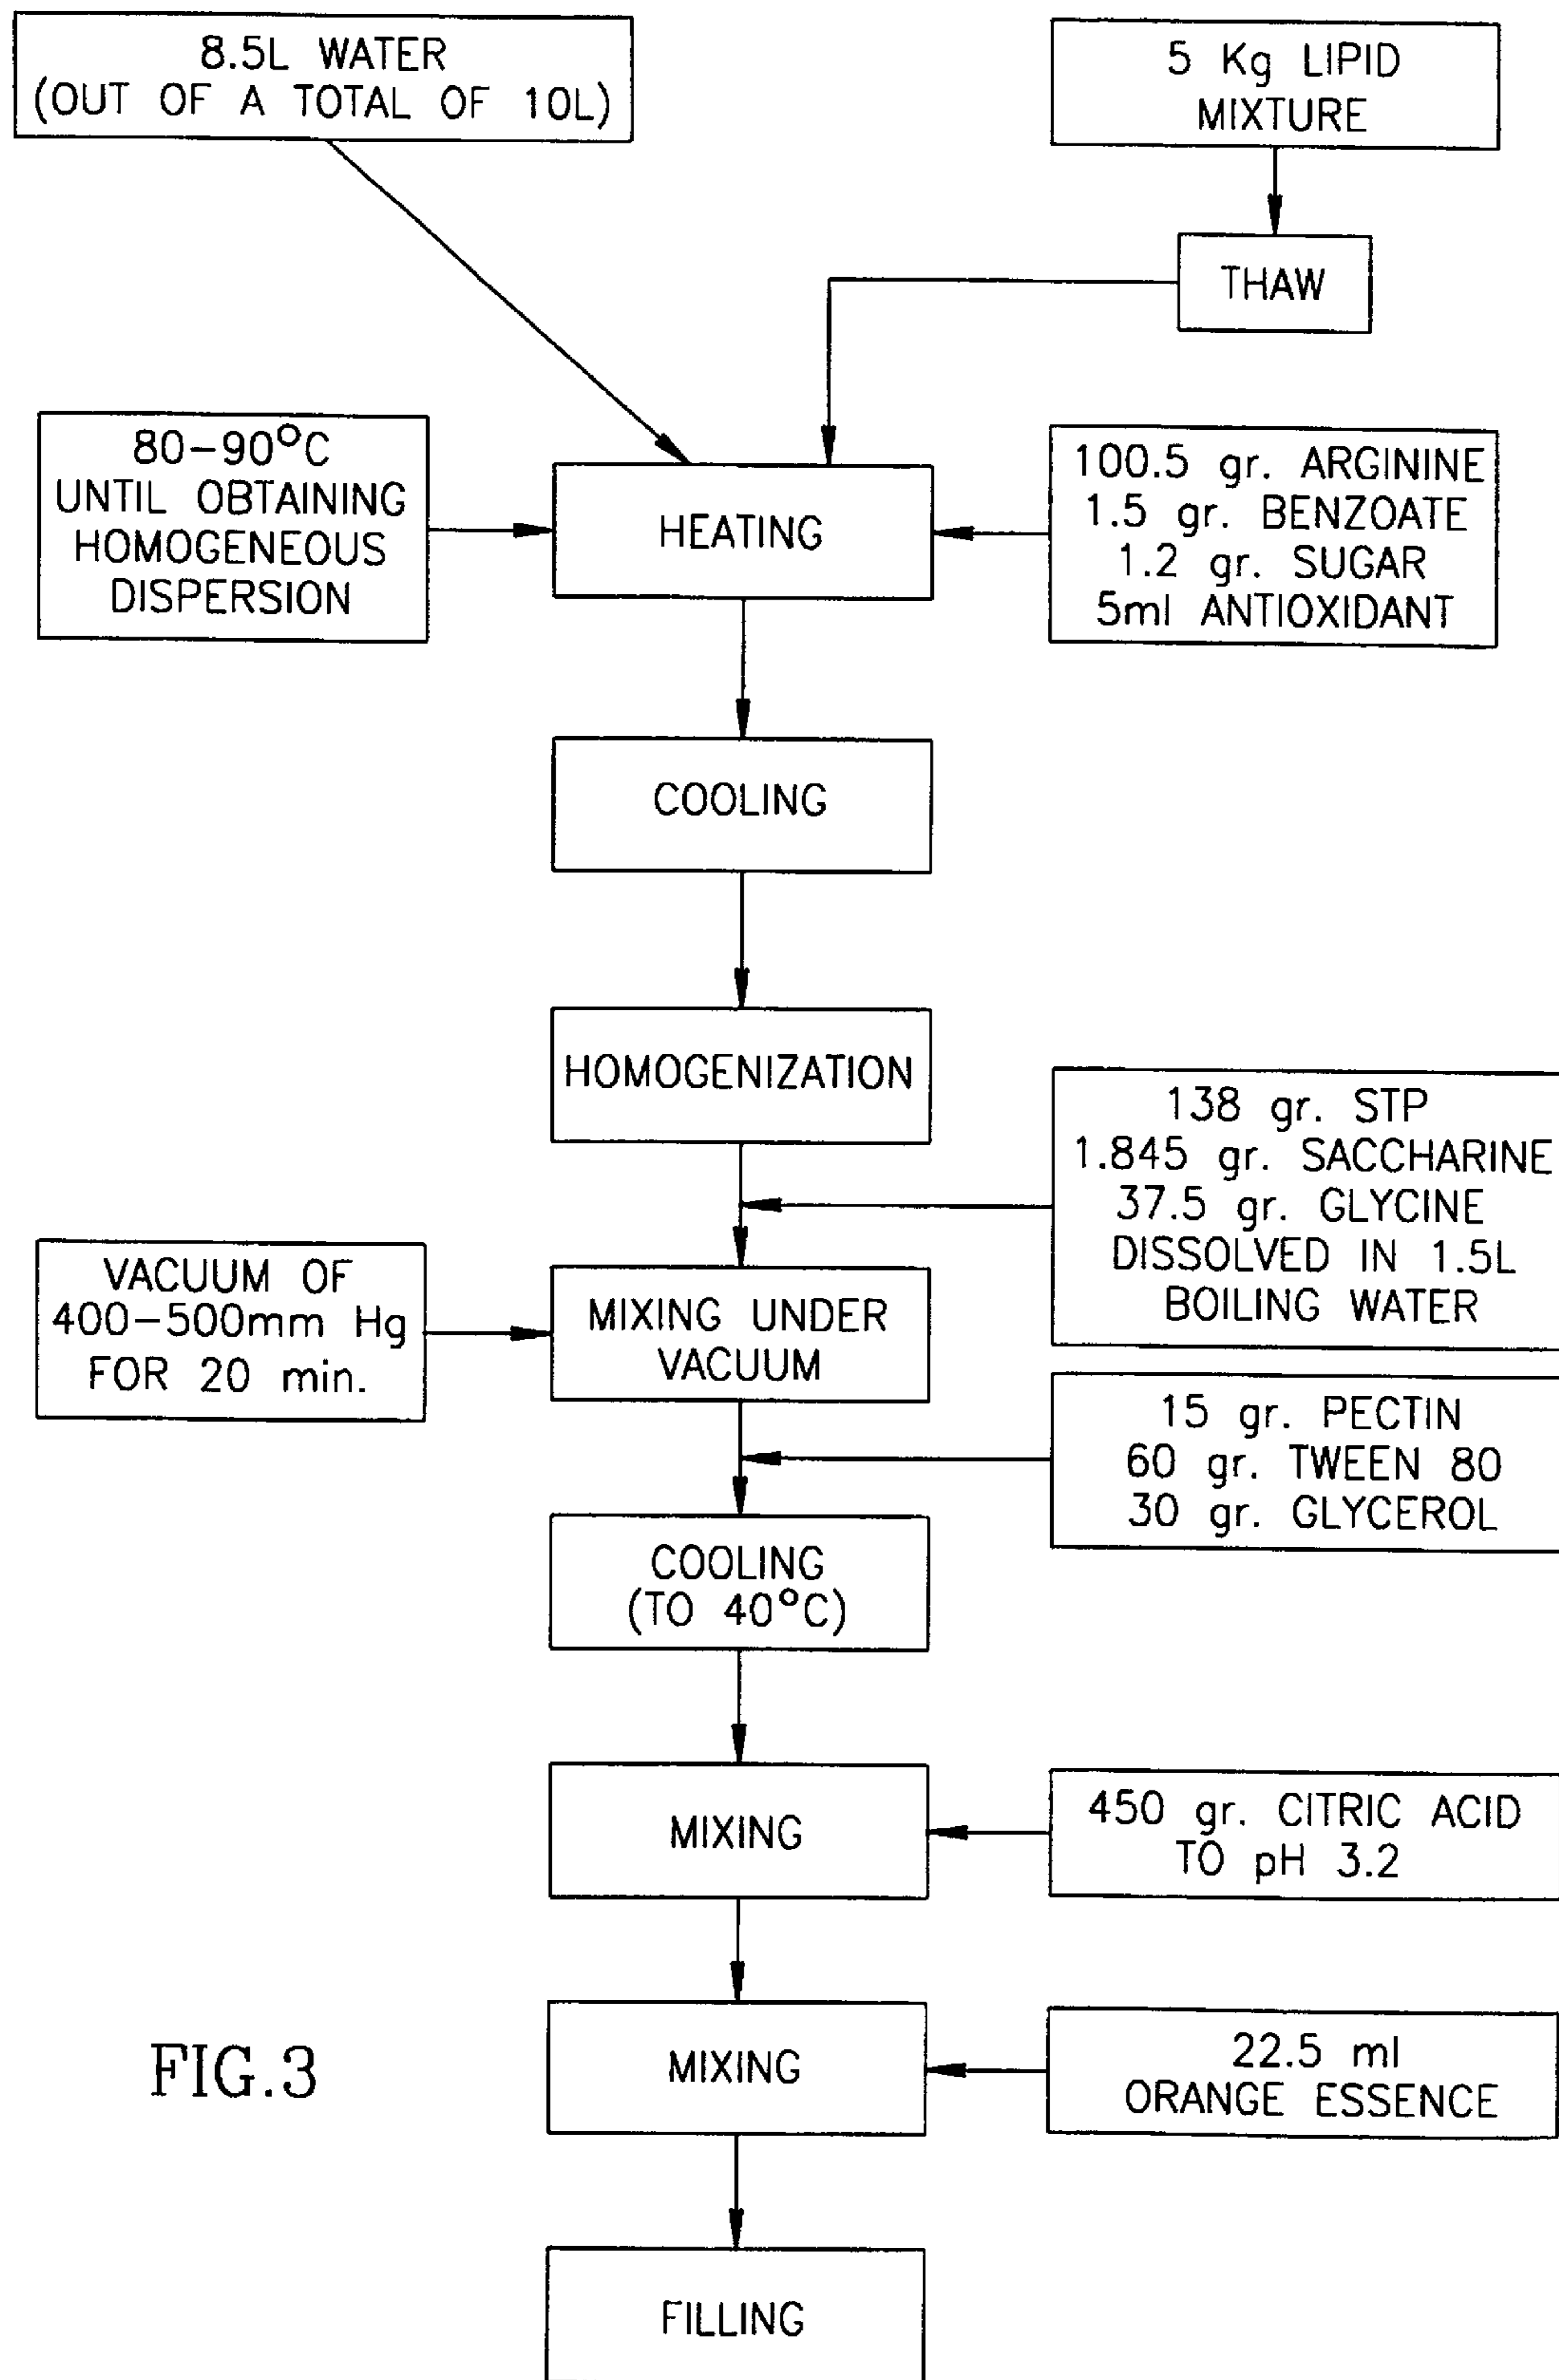 8.5L WATER
(OUT OF A TOTAL OF 10L)
5 Kg LIPID
MIXTURE
THAW
80-90°C
UNTIL OBTAINING
HOMOGENEOUS
DISPERSION
HEATING
100.5 gr. ARGININE
1.5 gr. BENZOATE
1.2 gr. SUGAR
5ml ANTIOXIDANT
COOLING
HOMOGENIZATION
138 gr. STP
1.845 gr. SACCHARINE
37.5 gr. GLYCINE
DISSOLVED IN 1.5L
BOILING WATER
VACUUM OF
400-500mm Hg
FOR 20 min.
MIXING UNDER
VACUUM
15 gr. PECTIN
60 gr. TWEEN 80
30 gr. GLYCEROL
COOLING
(TO 40°C)
MIXING
450 gr. CITRIC ACID
TO pH 3.2
MIXING
22.5 ml
ORANGE ESSENCE
FIG.3
FILLING